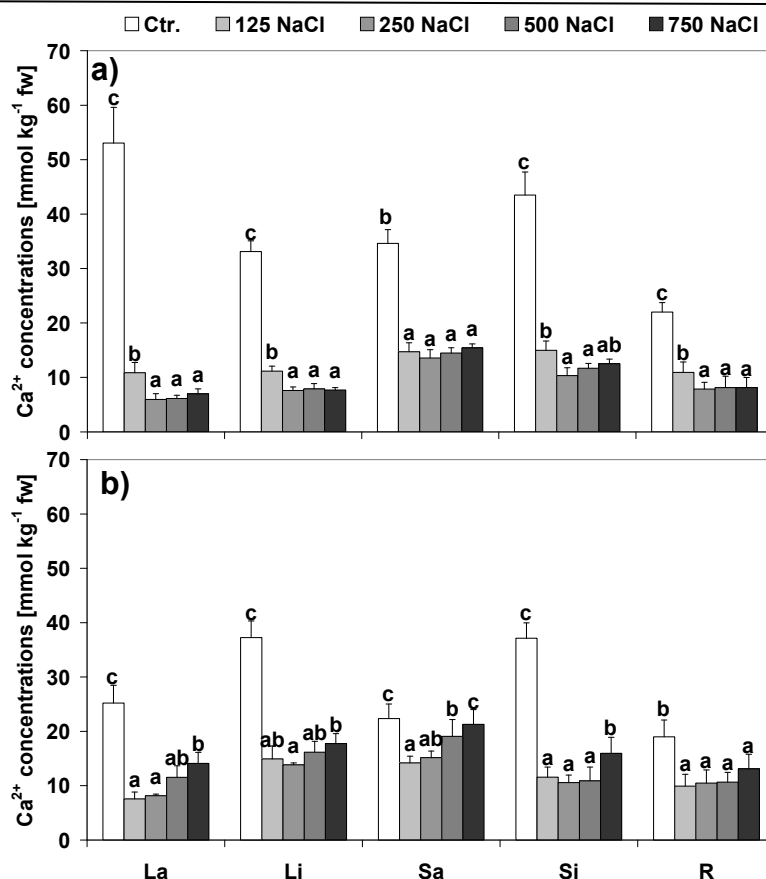 Ctr. 125 NaCl 250 NaCl 500 NaCl 750 NaCl
a)
Ca²⁺ concentrations [mmol kg⁻¹ fw]
70
60
50
40
30
20
10
0
c b a a a
c b a a a
b a a a a
c b a a ab
c b a a a
b)
Ca²⁺ concentrations [mmol kg⁻¹ fw]
70
60
50
40
30
20
10
0
c a a ab b
c ab a ab b
c a ab b c
c a a a b
b a a a a
La Li Sa Si R